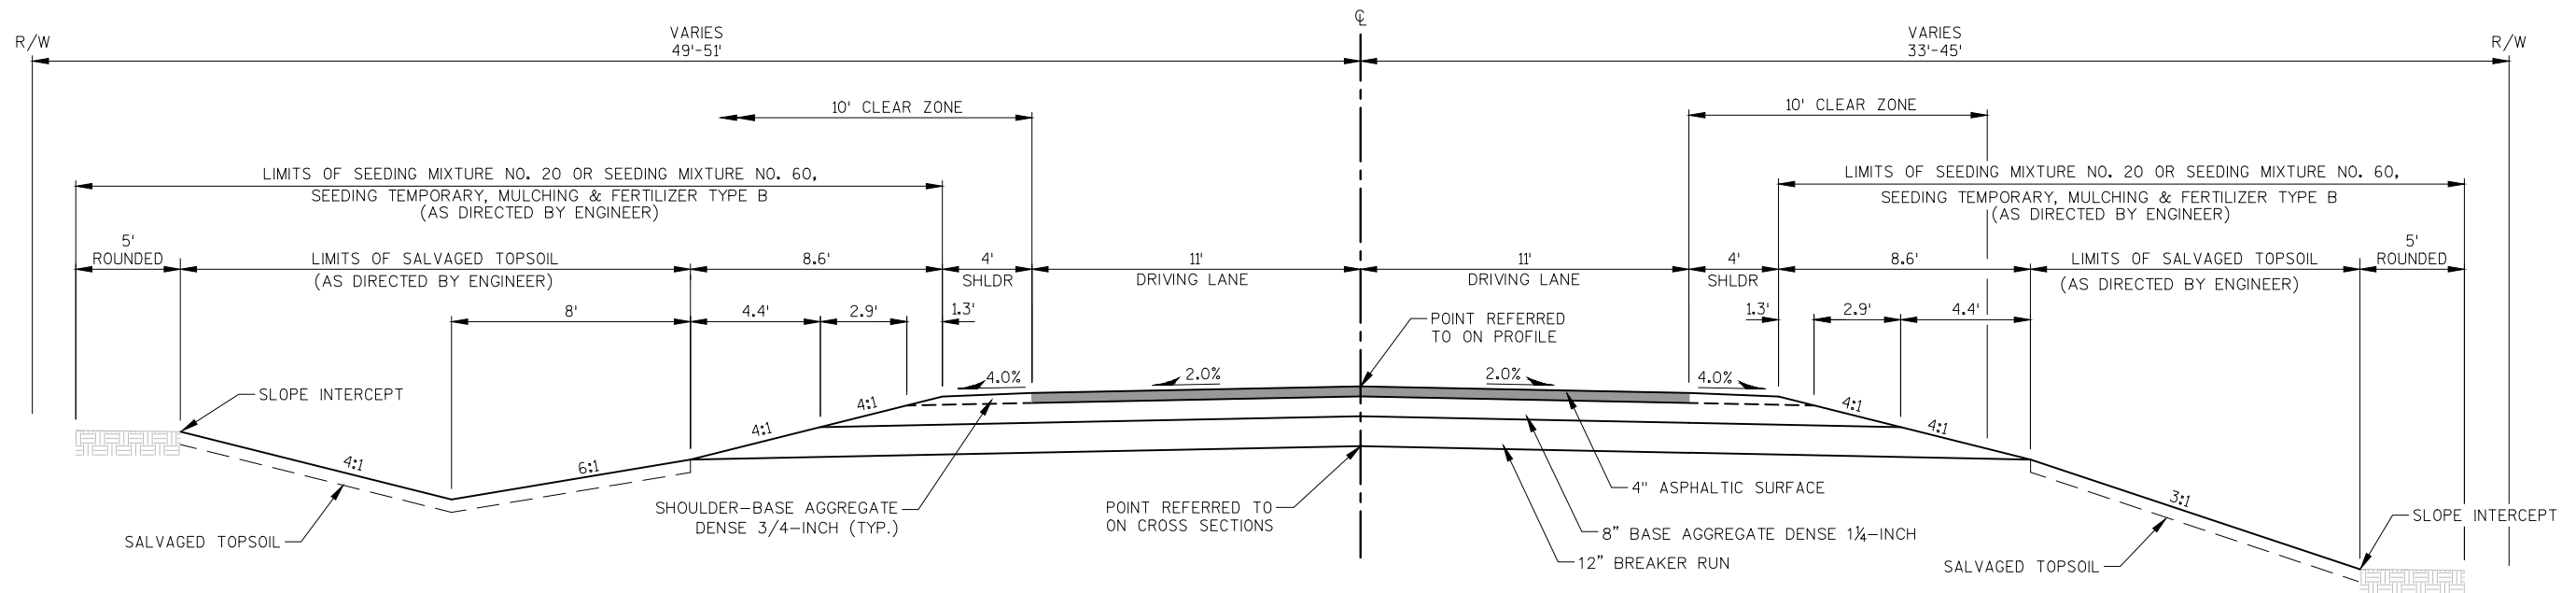 R/W
VARIES
49'-51'
℄
VARIES
33'-45'
R/W
10' CLEAR ZONE
10' CLEAR ZONE
LIMITS OF SEEDING MIXTURE NO. 20 OR SEEDING MIXTURE NO. 60,
SEEDING TEMPORARY, MULCHING & FERTILIZER TYPE B
(AS DIRECTED BY ENGINEER)
LIMITS OF SEEDING MIXTURE NO. 20 OR SEEDING MIXTURE NO. 60,
SEEDING TEMPORARY, MULCHING & FERTILIZER TYPE B
(AS DIRECTED BY ENGINEER)
5'
ROUNDED
LIMITS OF SALVAGED TOPSOIL
(AS DIRECTED BY ENGINEER)
8.6'
4'
SHLDR
11'
DRIVING LANE
11'
DRIVING LANE
4'
SHLDR
8.6'
LIMITS OF SALVAGED TOPSOIL
(AS DIRECTED BY ENGINEER)
5'
ROUNDED
8'
4.4'
2.9'
1.3'
1.3'
2.9'
4.4'
POINT REFERRED
TO ON PROFILE
4.0%
2.0%
2.0%
4.0%
SLOPE INTERCEPT
4:1
4:1
6:1
4:1
4:1
4:1
3:1
SHOULDER-BASE AGGREGATE
DENSE 3/4-INCH (TYP.)
POINT REFERRED TO
ON CROSS SECTIONS
4" ASPHALTIC SURFACE
8" BASE AGGREGATE DENSE 1¼-INCH
12" BREAKER RUN
SALVAGED TOPSOIL
SALVAGED TOPSOIL
SLOPE INTERCEPT